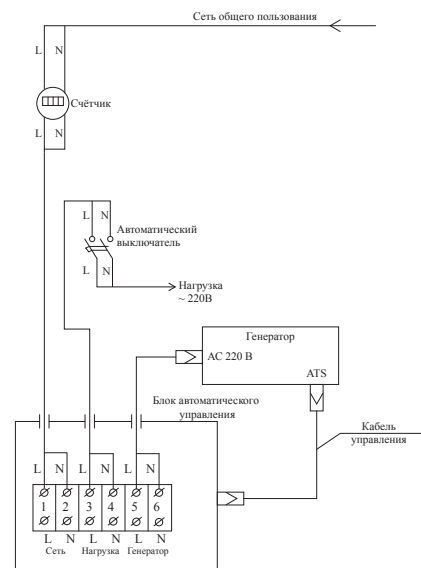 Сеть общего пользования
L N
Счётчик
L N
L N
Автоматический
выключатель
L N
Нагрузка
~ 220В
Генератор
AC 220 В
ATS
Блок автоматического
управления
Кабель
управления
L N L N L N
1 2 3 4 5 6
L N L N L N
Сеть Нагрузка Генератор